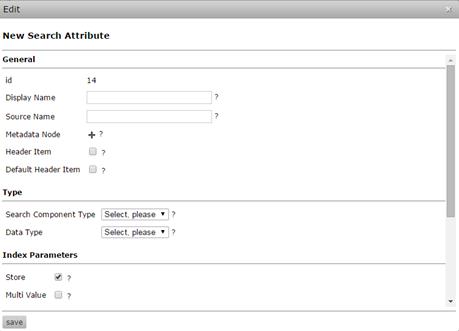 Edit
New Search Attribute
General
id 14
Display Name ?
Source Name ?
Metadata Node + ?
Header Item ?
Default Header Item ?
Type
Search Component Type Select, please ?
Data Type Select, please ?
Index Parameters
Store ?
Multi Value ?
save